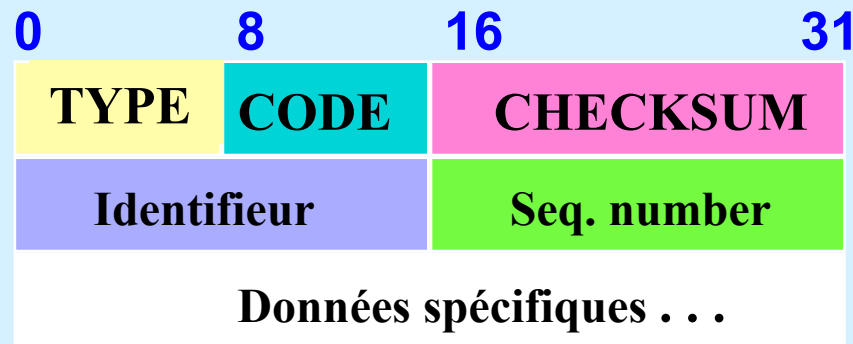 0 8 16 31
TYPE CODE CHECKSUM
Identifieur Seq. number
Données spécifiques . . .